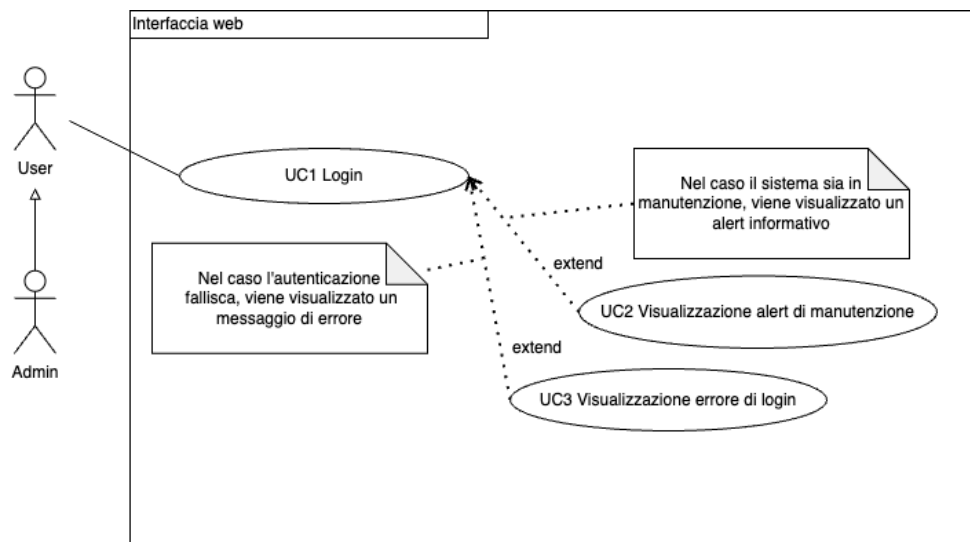 Interfaccia web
User
UC1 Login
Nel caso il sistema sia in
manutenzione, viene visualizzato un
alert informativo
Nel caso l'autenticazione
fallisca, viene visualizzato un
messaggio di errore
extend
UC2 Visualizzazione alert di manutenzione
extend
Admin
UC3 Visualizzazione errore di login